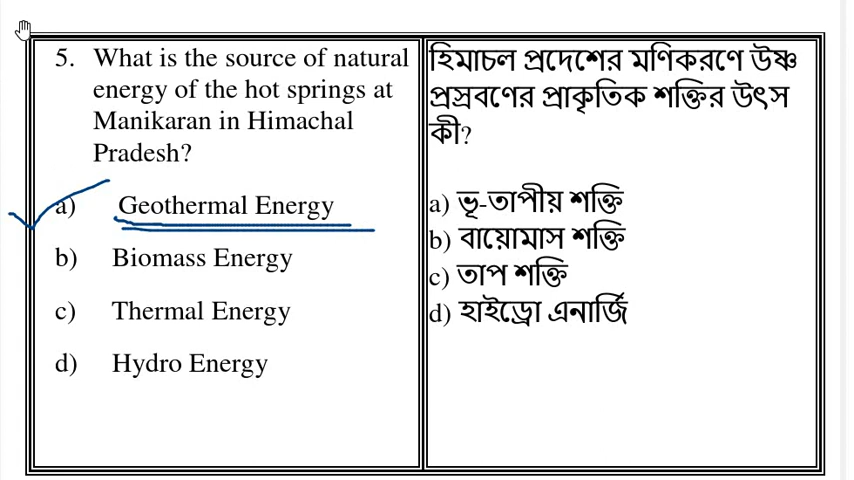 5. What is the source of natural
energy of the hot springs at
Manikaran in Himachal
Pradesh?
a) Geothermal Energy
b) Biomass Energy
c) Thermal Energy
d) Hydro Energy
হিমাচল প্রদেশের মণিকরণে উষ্ণ
প্রস্রবণের প্রাকৃতিক শক্তির উৎস
কী?
a) ভূ-তাপীয় শক্তি
b) বায়োমাস শক্তি
c) তাপ শক্তি
d) হাইড্রো এনার্জি